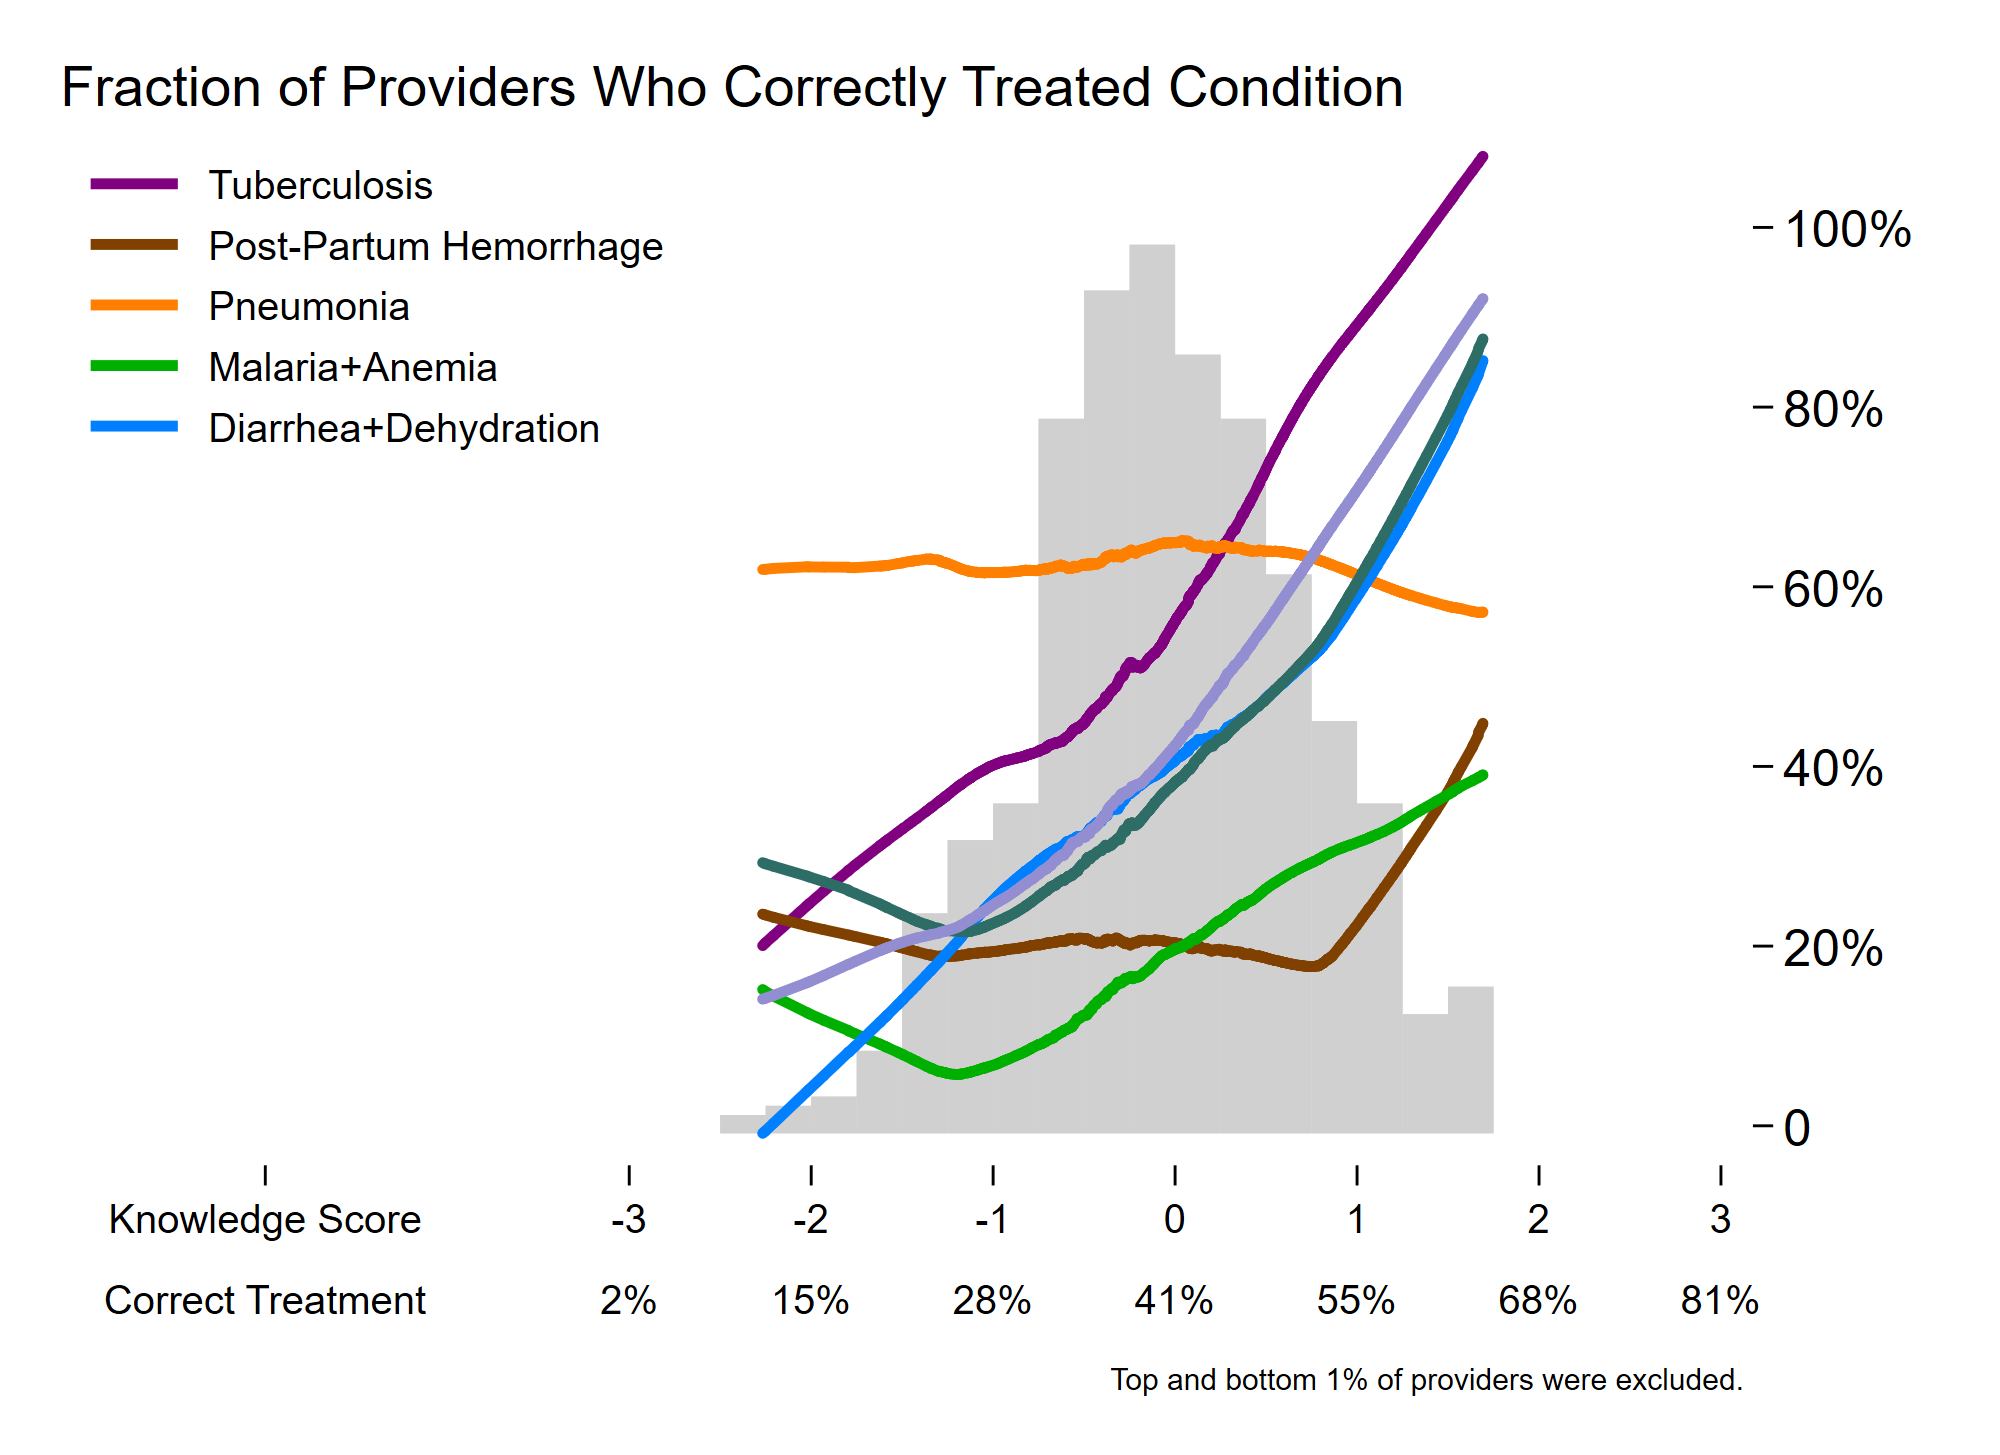 Fraction of Providers Who Correctly Treated Condition
Tuberculosis
Post-Partum Hemorrhage
Pneumonia
Malaria+Anemia
Diarrhea+Dehydration
100%
80%
60%
40%
20%
0
Knowledge Score -3 -2 -1 0 1 2 3
Correct Treatment 2% 15% 28% 41% 55% 68% 81%
Top and bottom 1% of providers were excluded.